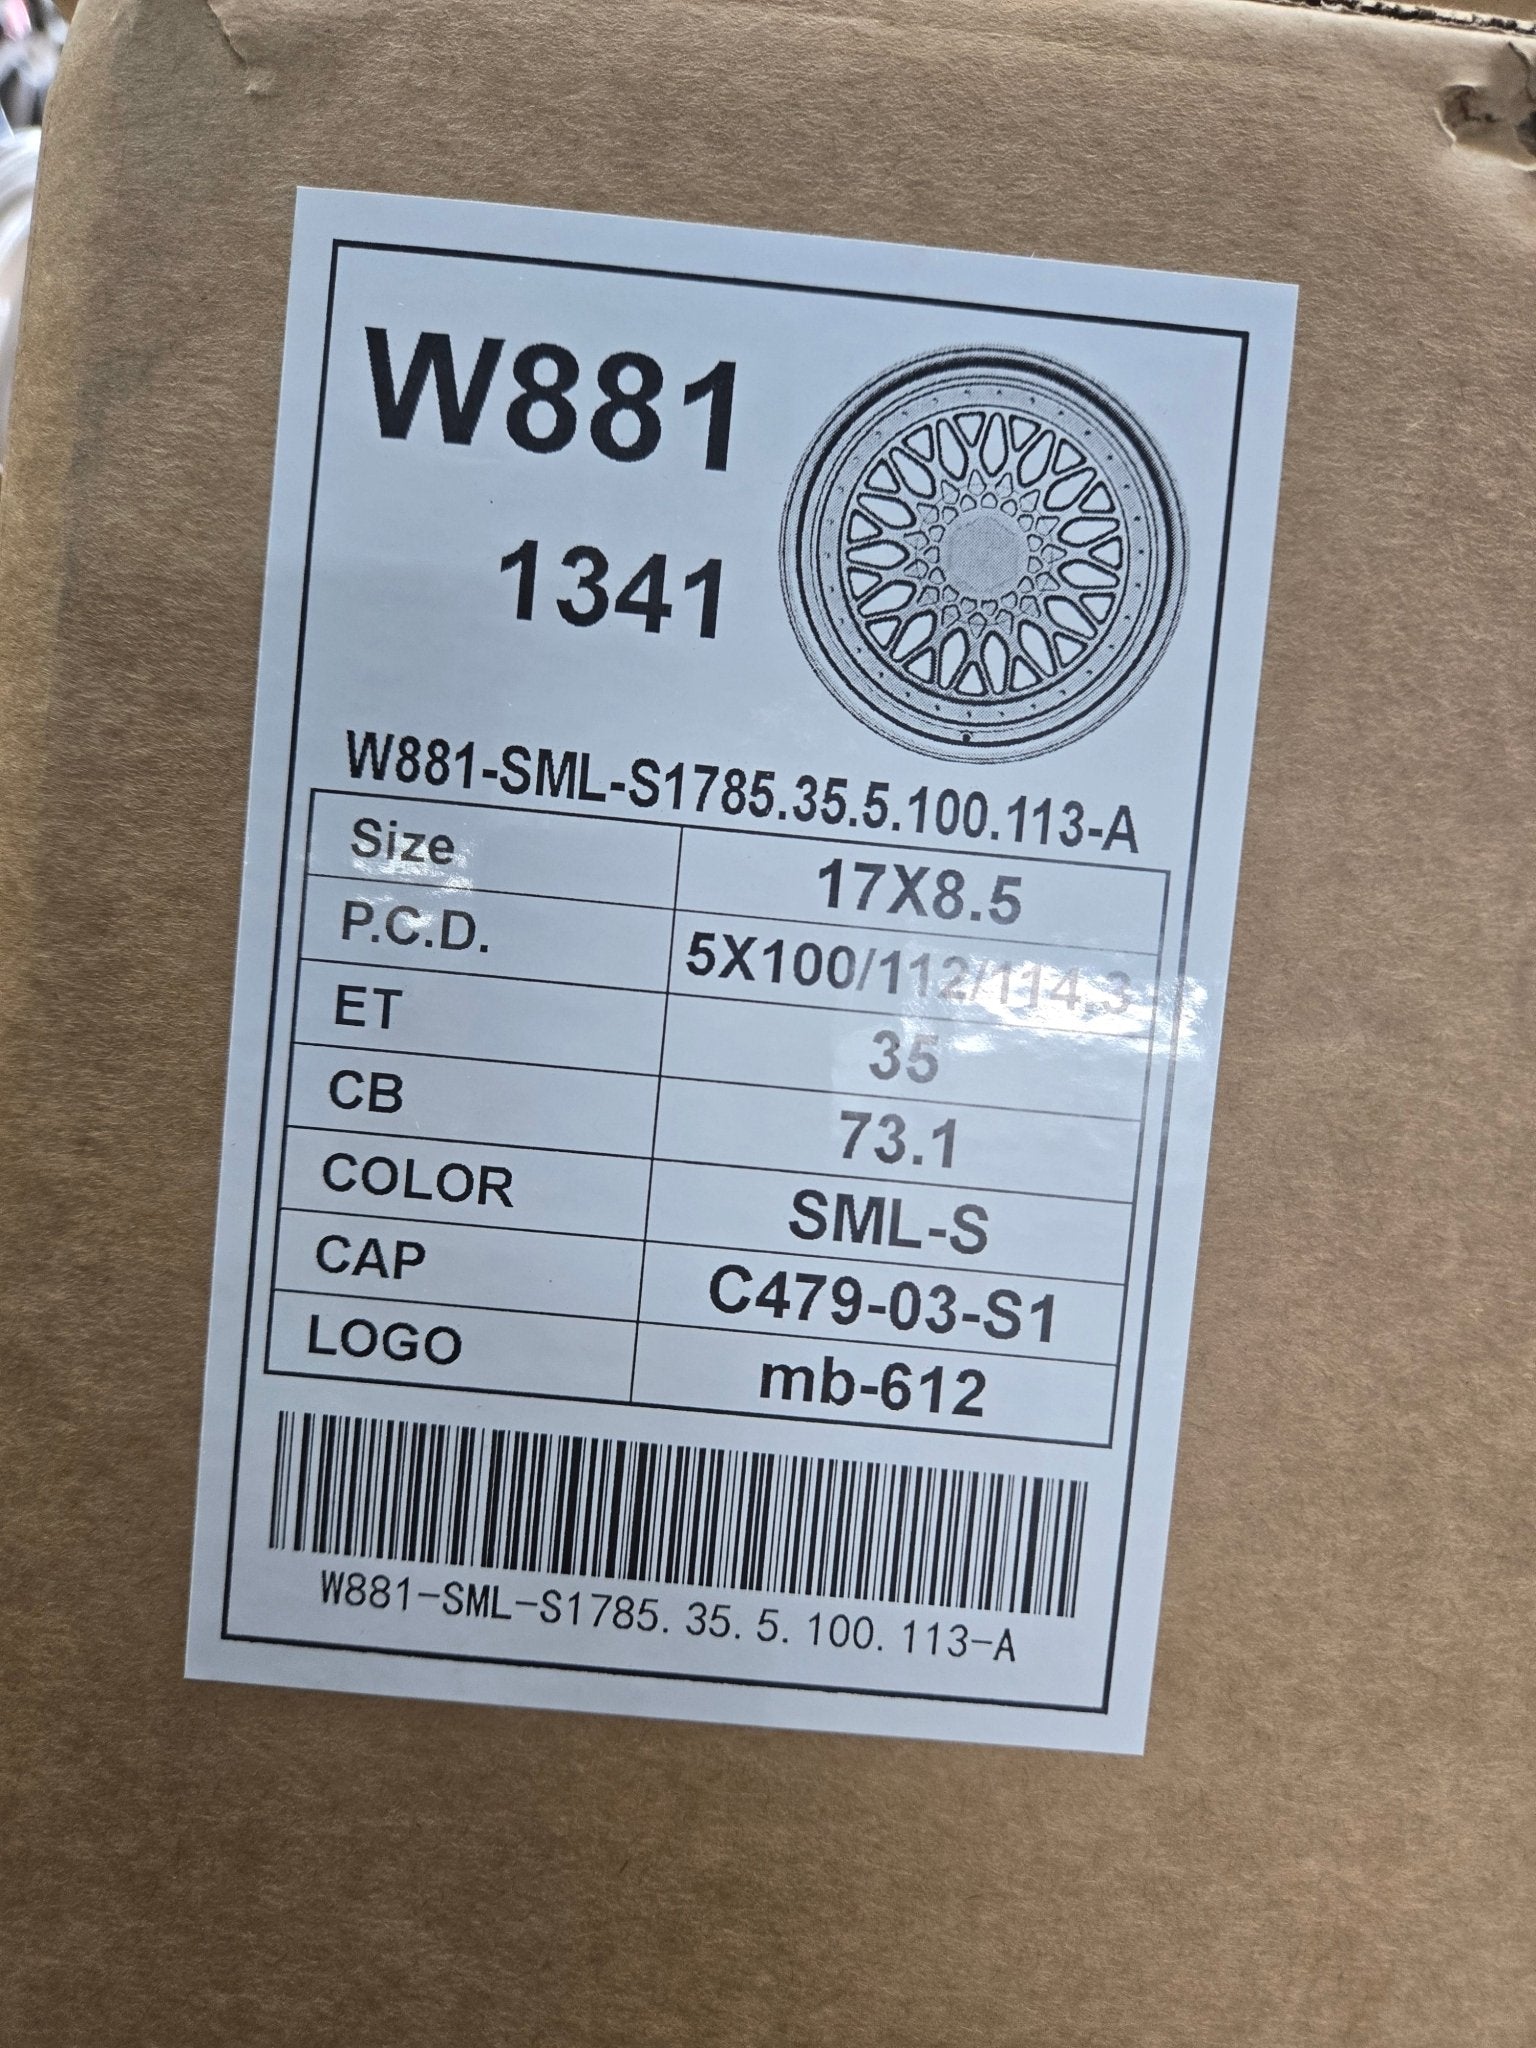 W881
1341
W881-SML-S1785.35.5.100.113-A
Size 17X8.5
P.C.D. 5X100/112/114.3
ET 35
CB 73.1
COLOR SML-S
CAP C479-03-S1
LOGO mb-612
W881-SML-S1785.35.5.100.113-A